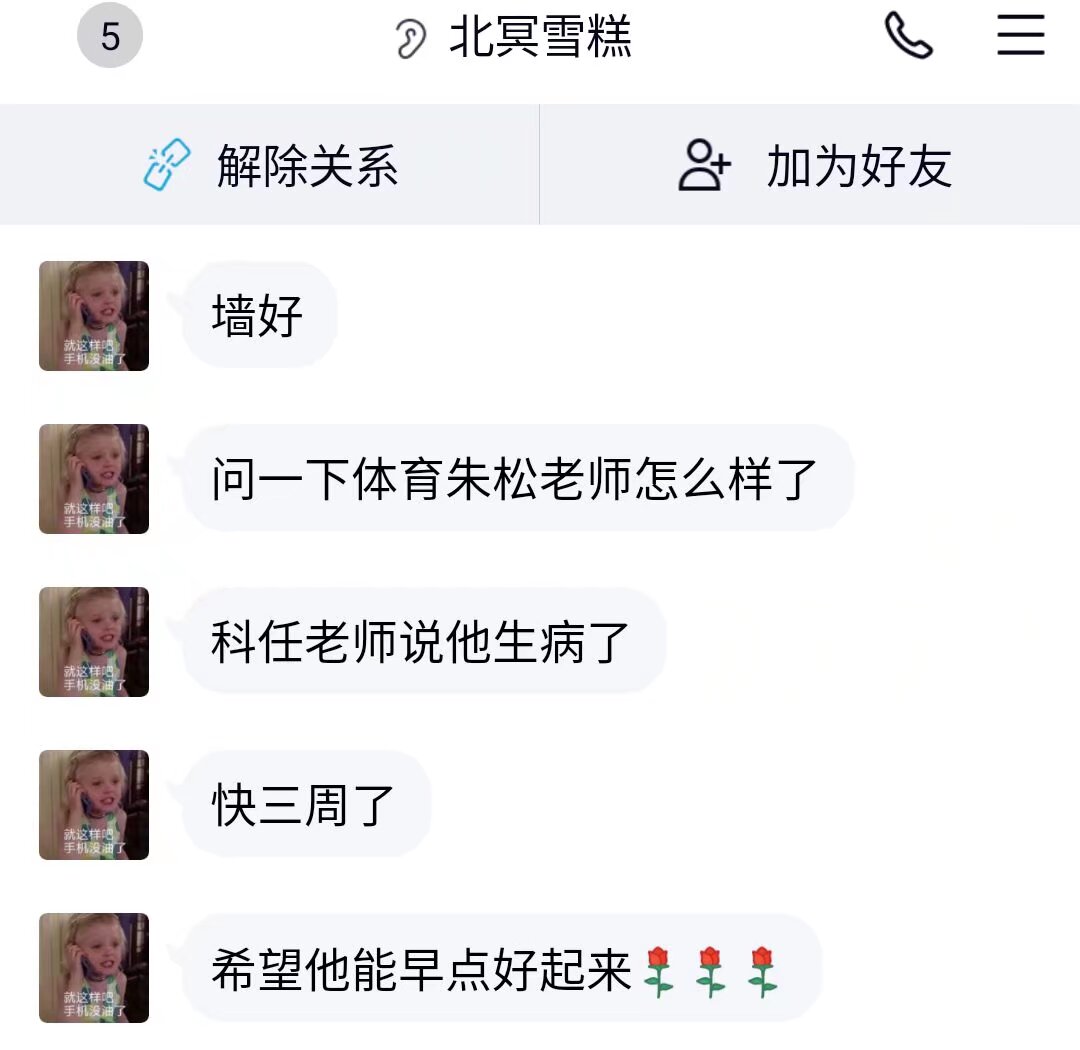 5
北冥雪糕
解除关系
加为好友
墙好
就这样吧
手机没油了
问一下体育朱松老师怎么样了
就这样吧
手机没油了
科任老师说他生病了
就这样吧
手机没油了
快三周了
就这样吧
手机没油了
希望他能早点好起来🌹🌹🌹
就这样吧
手机没油了